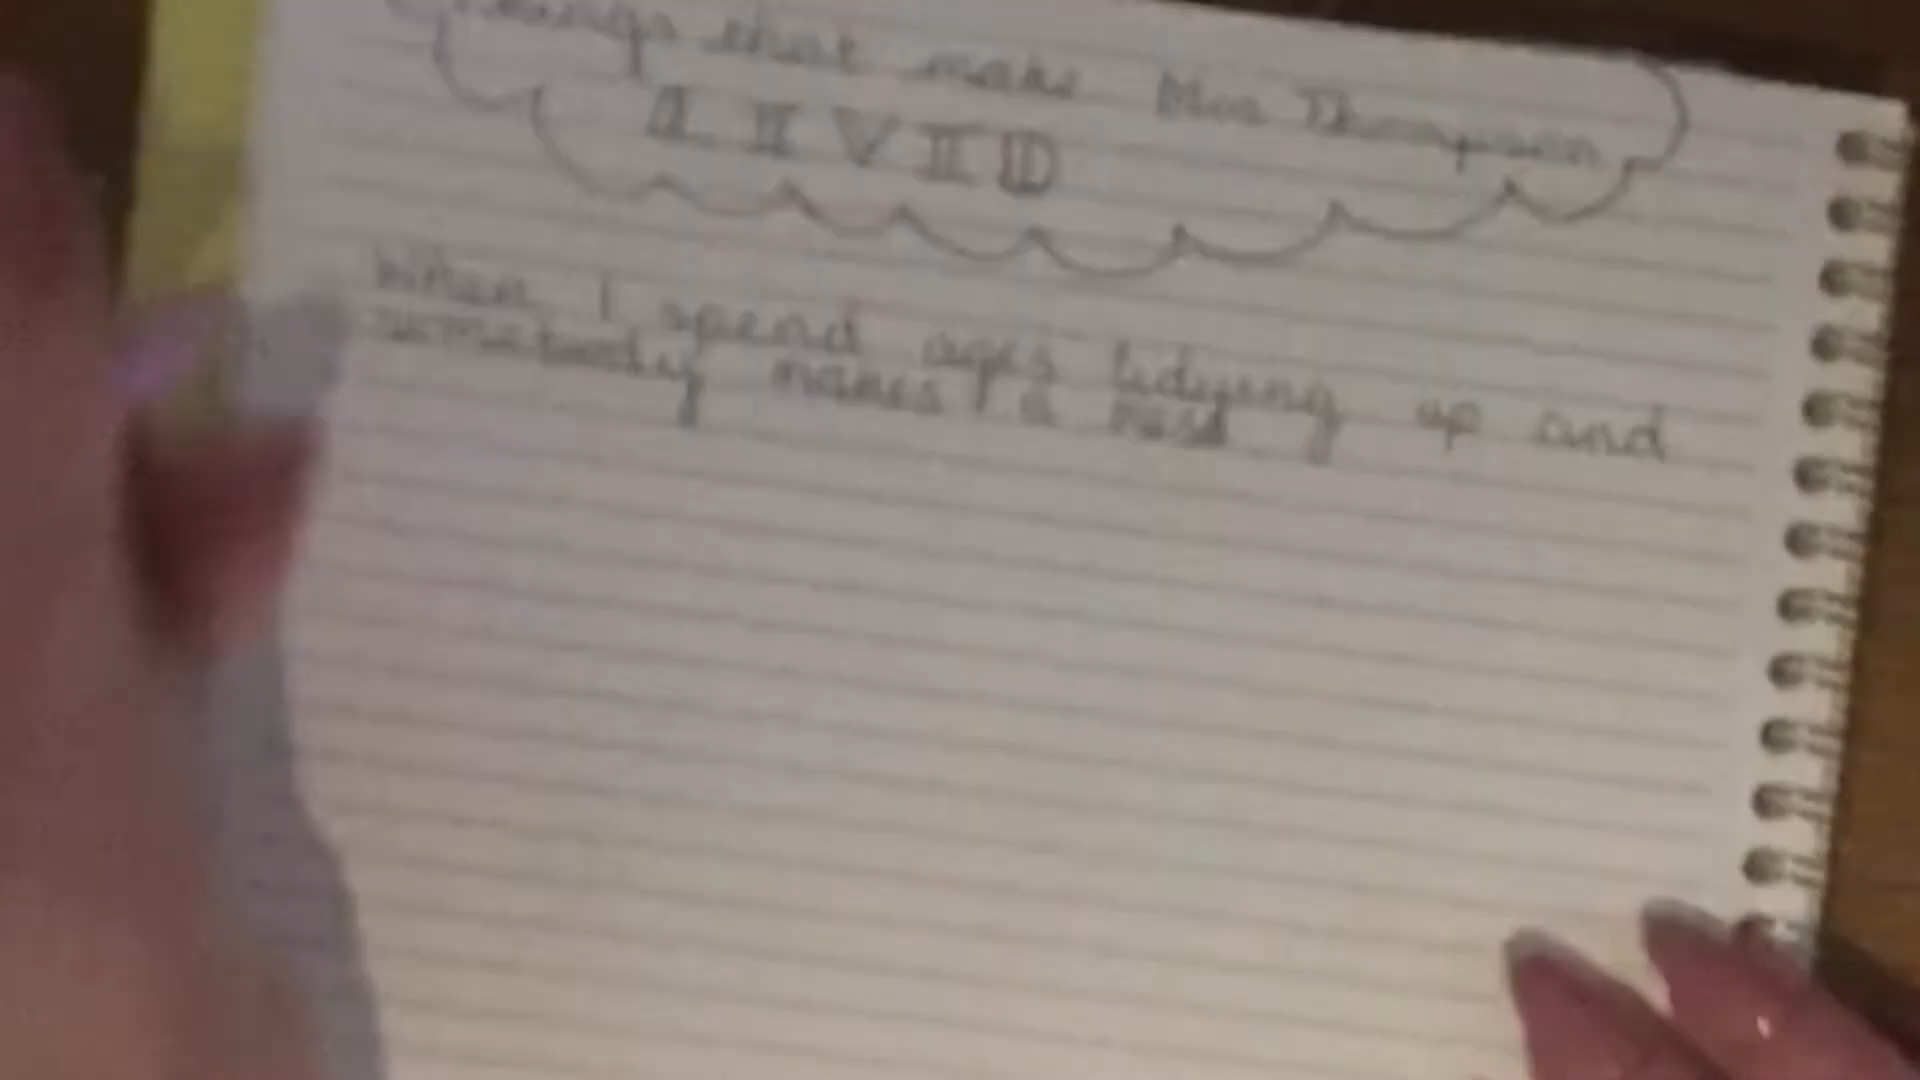 Things that make Mrs Thompson
LIVID
When I spend ages tidying up and
somebody makes a mess